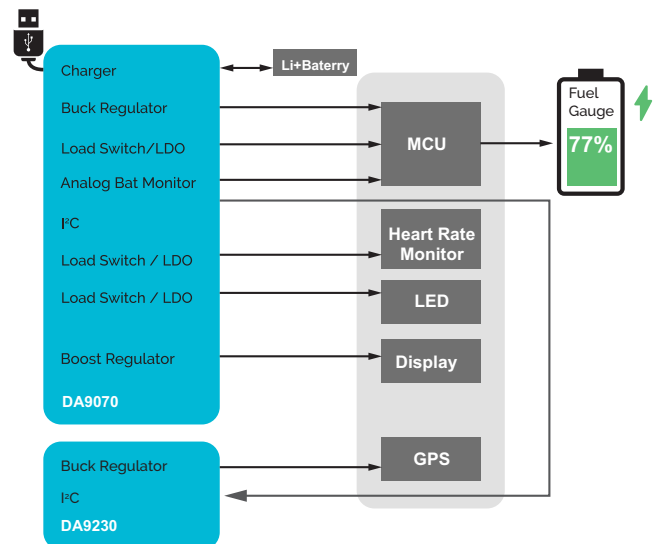 Charger
Li+Baterry
Buck Regulator
Load Switch/LDO
Analog Bat Monitor
MCU
Fuel
Gauge
77%
I²C
Load Switch / LDO
Load Switch / LDO
Heart Rate
Monitor
LED
Boost Regulator
Display
DA9070
Buck Regulator
GPS
I²C
DA9230